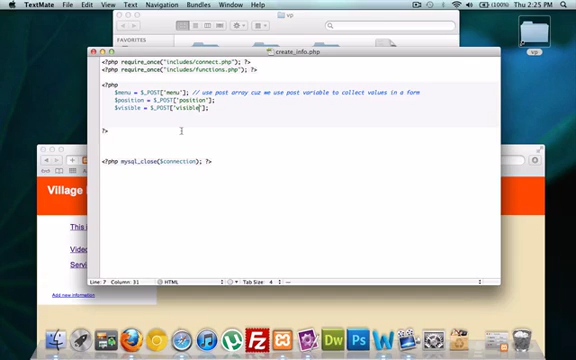 TextMate File Edit View Text Navigation Bundles Window Help (100%) Thu 2:25 PM
vp
FAVORITES
vp
create_info.php
<?php require_once("includes/connect.php"); ?>
<?php require_once("includes/functions.php"); ?>
<?php
$menu = $_POST["menu"]; // use post array cuz we use post variable to collect values in a form
$position = $_POST["position"];
$visible = $_POST["visible"];
?>
<?php mysql_close($connection); ?>
Village
This i
Video
Servi
Add new information
Line: 7 Column: 31 HTML Tab Size: 4